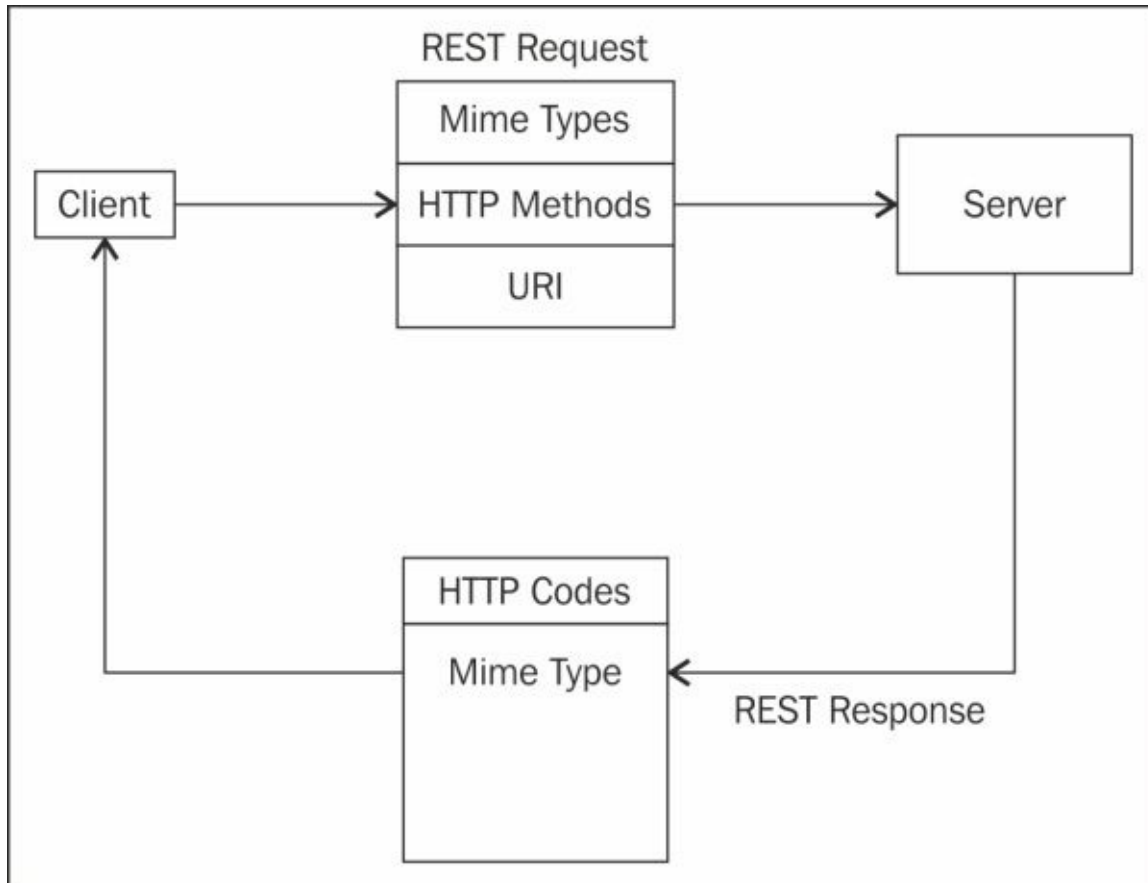 REST Request
Mime Types
Client
HTTP Methods
Server
URI
HTTP Codes
Mime Type
REST Response